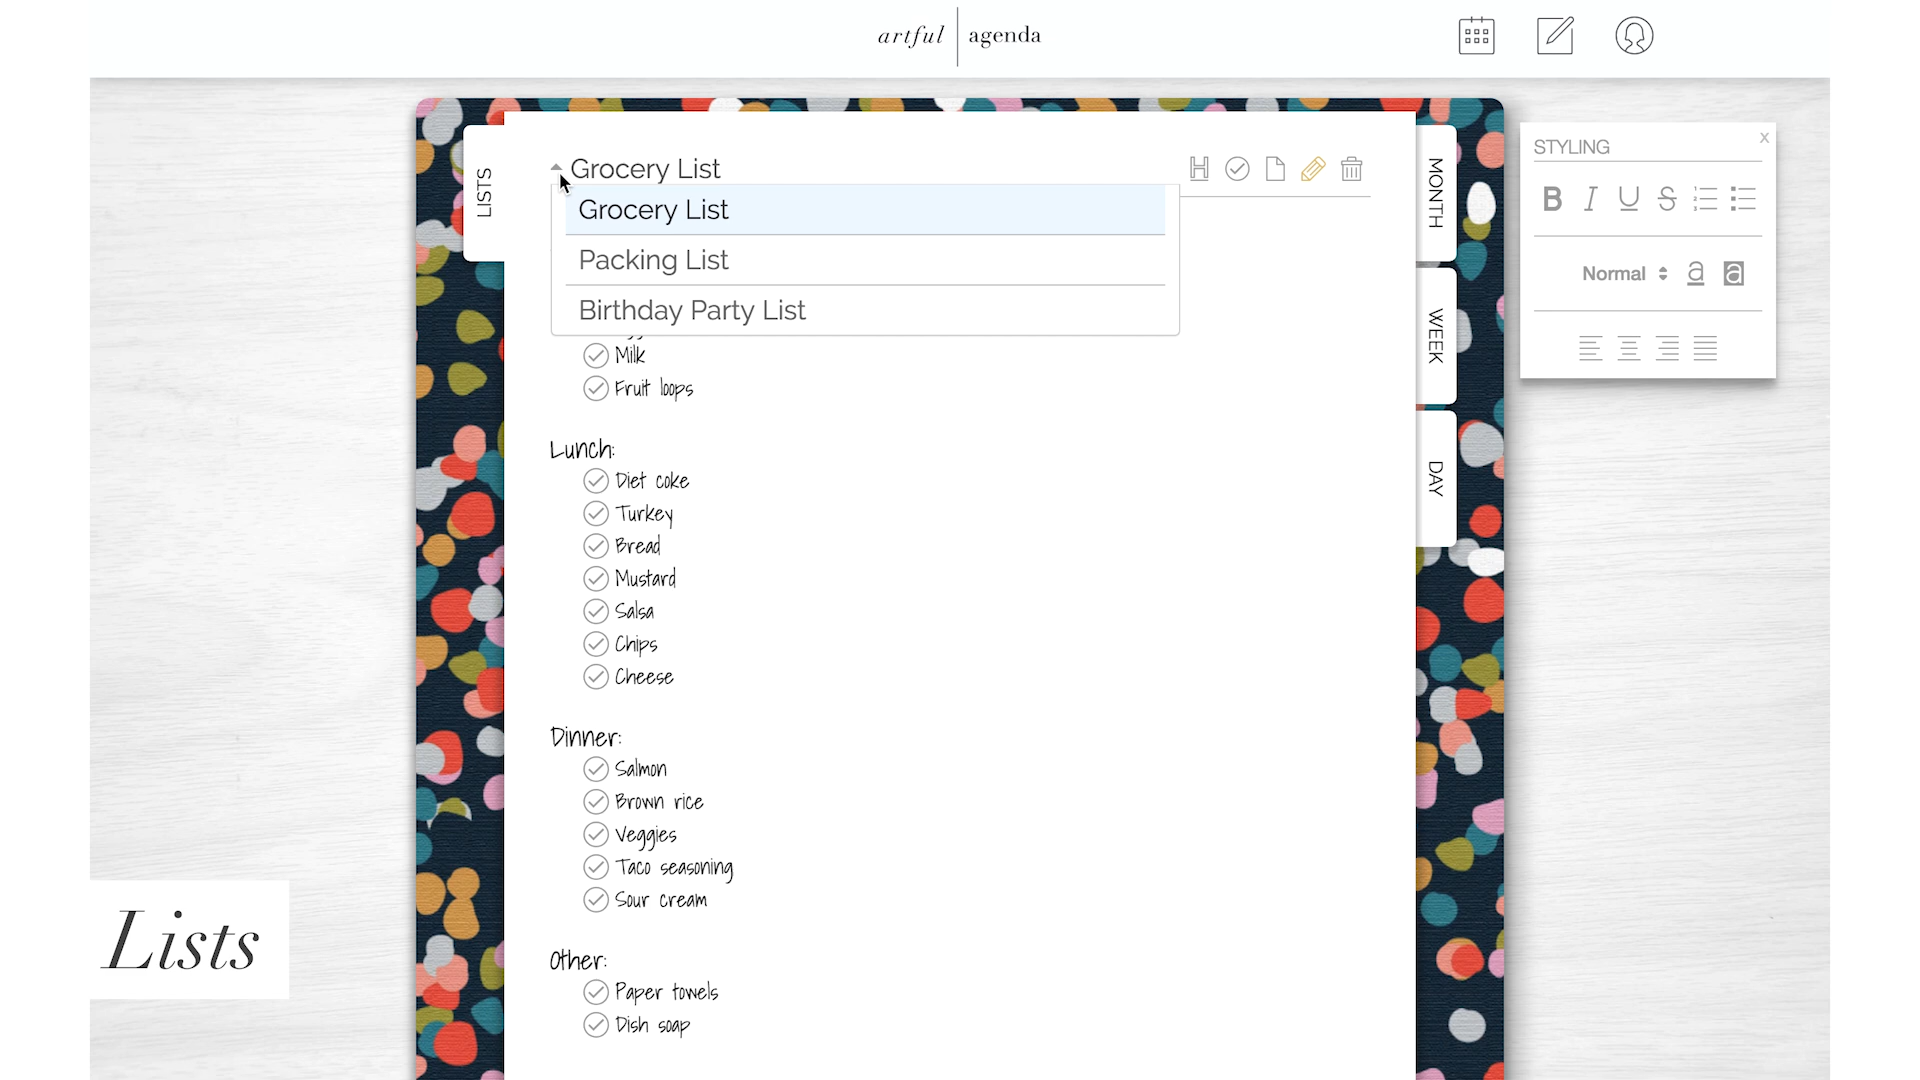 artful agenda
LISTS
Grocery List
Grocery List
Packing List
Birthday Party List
Milk
Fruit loops
Lunch:
Diet coke
Turkey
Bread
Mustard
Salsa
Chips
Cheese
Dinner:
Salmon
Brown rice
Veggies
Taco seasoning
Sour cream
Other:
Paper towels
Dish soap
MONTH
WEEK
DAY
STYLING
x
B I U S
Normal a a
Lists